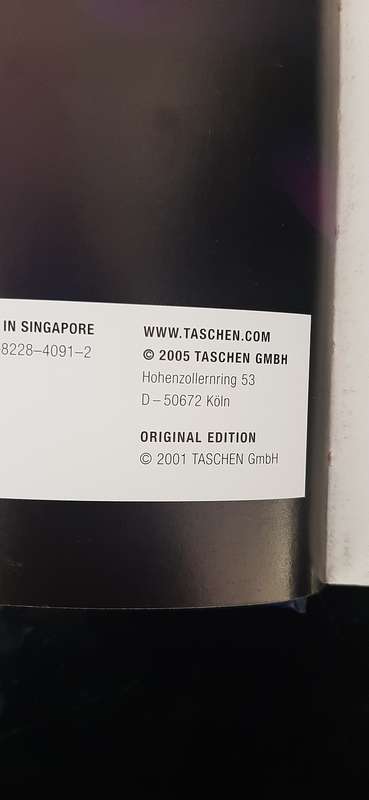 IN SINGAPORE
8228–4091–2
WWW.TASCHEN.COM
© 2005 TASCHEN GMBH
Hohenzollernring 53
D – 50672 Köln
ORIGINAL EDITION
© 2001 TASCHEN GmbH